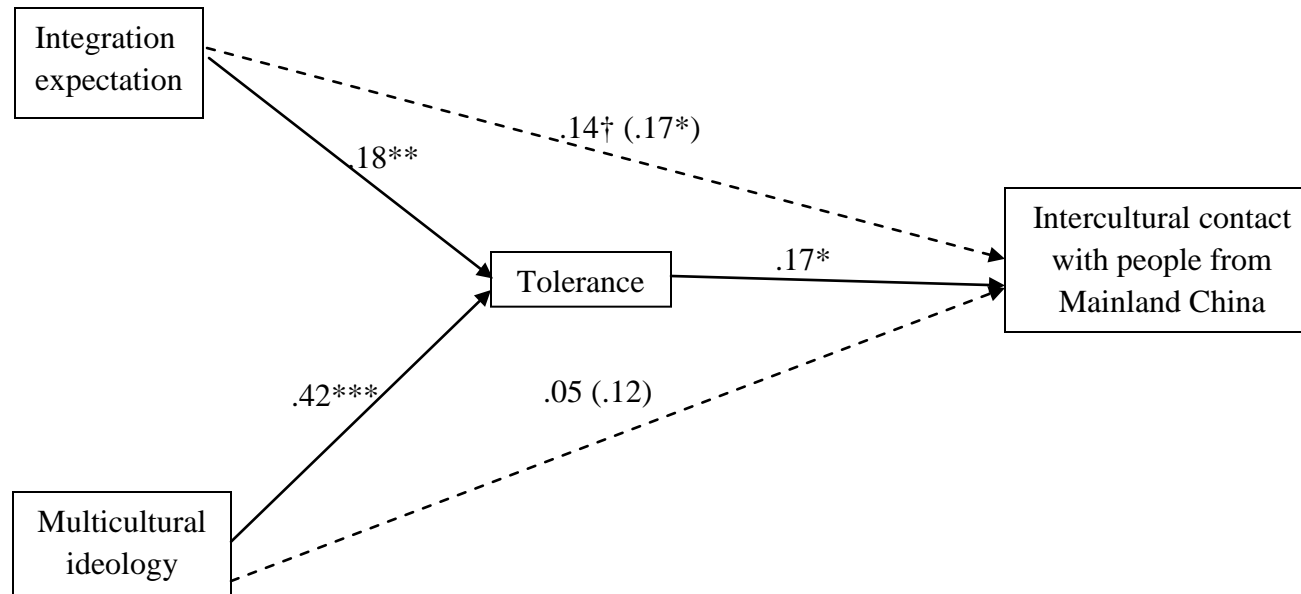 Integration
expectation
.14† (.17*)
.18**
Intercultural contact
with people from
Mainland China
Tolerance
.17*
.42***
.05 (.12)
Multicultural
ideology